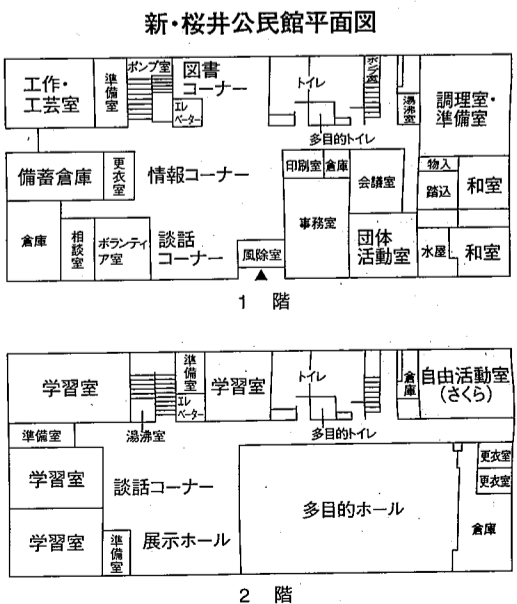 新・桜井公民館平面図
工作・
工芸室
準備室
ポンプ室
エレ
ベーター
図書
コーナー
トイレ
多目的トイレ
ポンプ室
湯沸室
調理室・
準備室
備蓄倉庫
更衣室
情報コーナー
印刷室
倉庫
会議室
物入
踏込
和室
倉庫
相談室
ボランティ
ア室
談話
コーナー
風除室
事務室
団体
活動室
水屋
和室
1 階
学習室
準備室
エレ
ベーター
学習室
トイレ
多目的トイレ
倉庫
自由活動室
(さくら)
準備室
湯沸室
学習室
談話コーナー
多目的ホール
更衣室
更衣室
学習室
準備室
展示ホール
倉庫
2 階